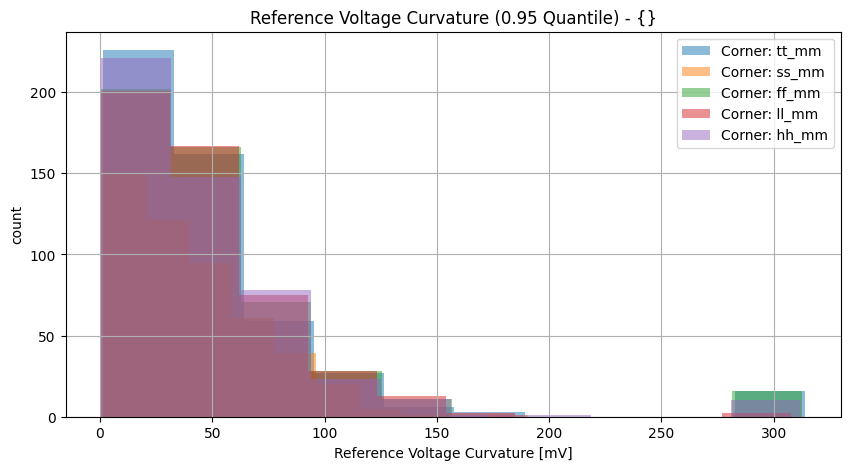 Reference Voltage Curvature (0.95 Quantile) - {}
Corner: tt_mm
Corner: ss_mm
Corner: ff_mm
Corner: ll_mm
Corner: hh_mm
200
150
100
50
0
count
0 50 100 150 200 250 300
Reference Voltage Curvature [mV]